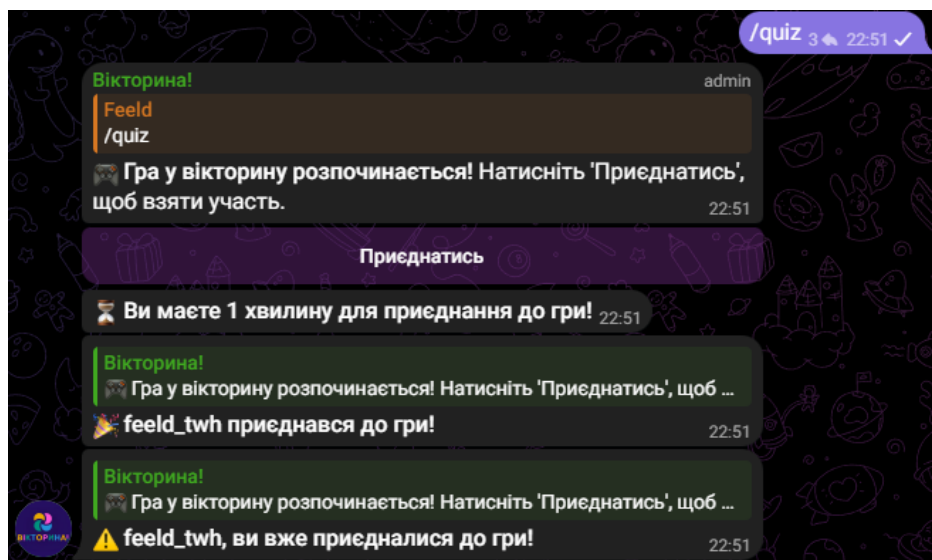 /quiz 3 22:51
Вікторина! admin
Feeld
/quiz
🎮 Гра у вікторину розпочинається! Натисніть 'Приєднатись',
щоб взяти участь. 22:51
Приєднатись
⏳ Ви маєте 1 хвилину для приєднання до гри! 22:51
Вікторина!
🎮 Гра у вікторину розпочинається! Натисніть 'Приєднатись', щоб ...
🎉 feeld_twh приєднався до гри! 22:51
Вікторина!
🎮 Гра у вікторину розпочинається! Натисніть 'Приєднатись', щоб ...
ВІКТОРИНА!
⚠️ feeld_twh, ви вже приєдналися до гри! 22:51